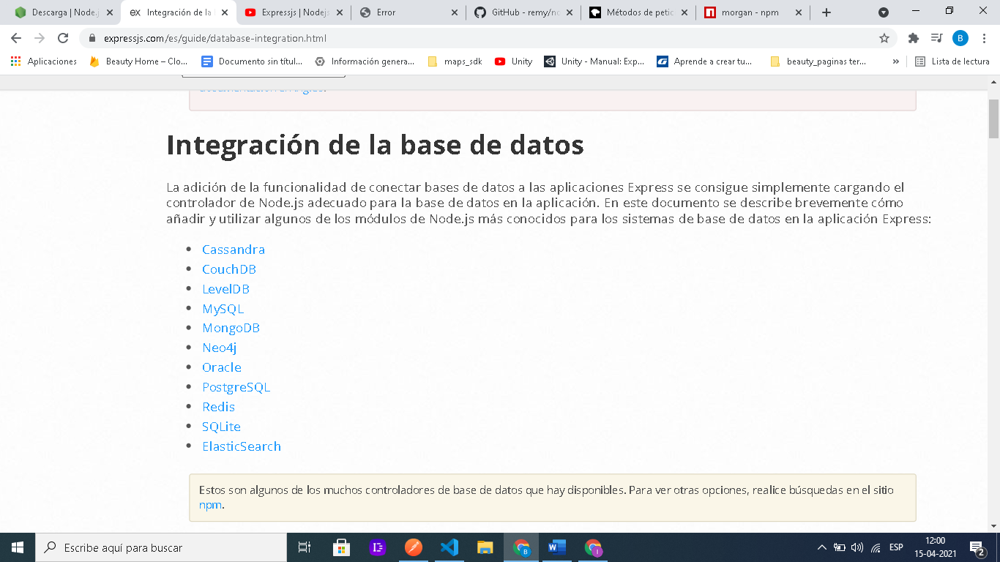 Descarga | Node.j
Integración de la
Expressjs | Nodejs
Error
GitHub - remy/no
Métodos de petic
morgan - npm
expressjs.com/es/guide/database-integration.html
B
Aplicaciones
Beauty Home – Clo...
Documento sin títul...
Información genera...
maps_sdk
Unity
Unity - Manual: Exp...
Aprende a crear tu...
beauty_paginas ter...
»
Lista de lectura
Integración de la base de datos
La adición de la funcionalidad de conectar bases de datos a las aplicaciones Express se consigue simplemente cargando el
controlador de Node.js adecuado para la base de datos en la aplicación. En este documento se describe brevemente cómo
añadir y utilizar algunos de los módulos de Node.js más conocidos para los sistemas de base de datos en la aplicación Express:
• Cassandra
• CouchDB
• LevelDB
• MySQL
• MongoDB
• Neo4j
• Oracle
• PostgreSQL
• Redis
• SQLite
• ElasticSearch
Estos son algunos de los muchos controladores de base de datos que hay disponibles. Para ver otras opciones, realice búsquedas en el sitio
npm.
Escribe aquí para buscar
ESP
12:00
15-04-2021
2